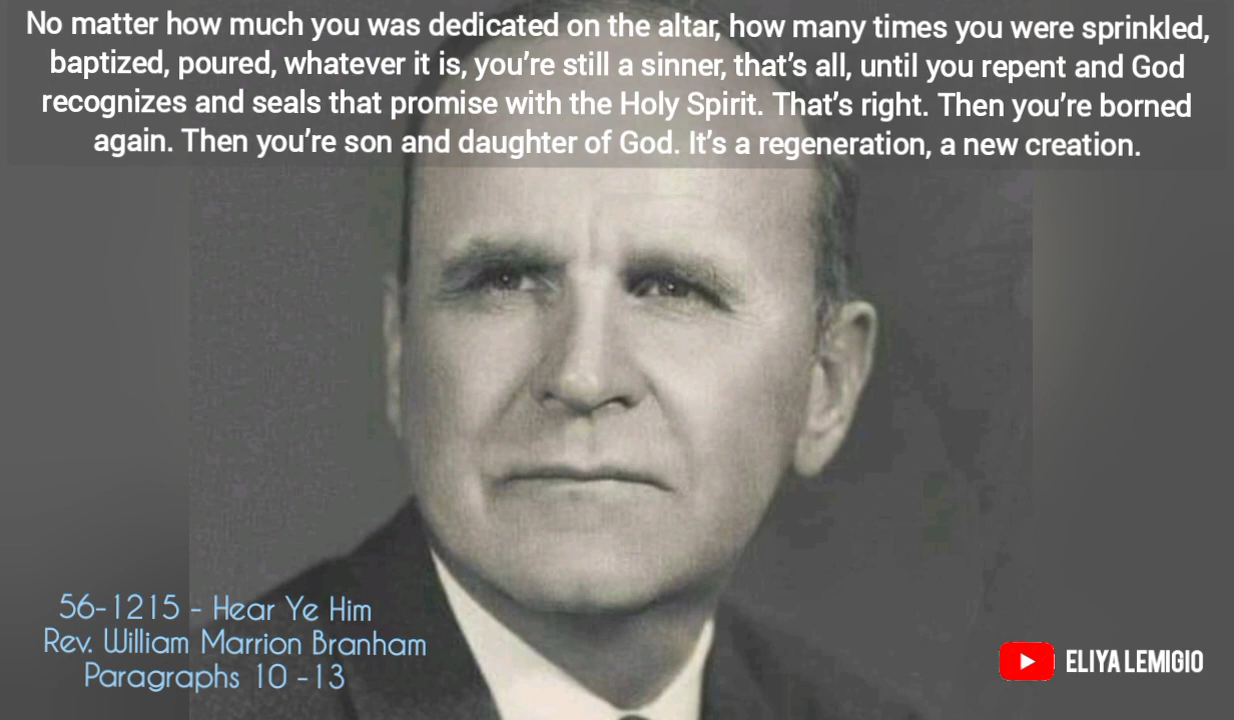 No matter how much you was dedicated on the altar, how many times you were sprinkled,
baptized, poured, whatever it is, you're still a sinner, that's all, until you repent and God
recognizes and seals that promise with the Holy Spirit. That's right. Then you're borned
again. Then you're son and daughter of God. It's a regeneration, a new creation.
56-1215 - Hear Ye Him
Rev. William Marrion Branham
Paragraphs 10 -13
ELIYA LEMIGIO